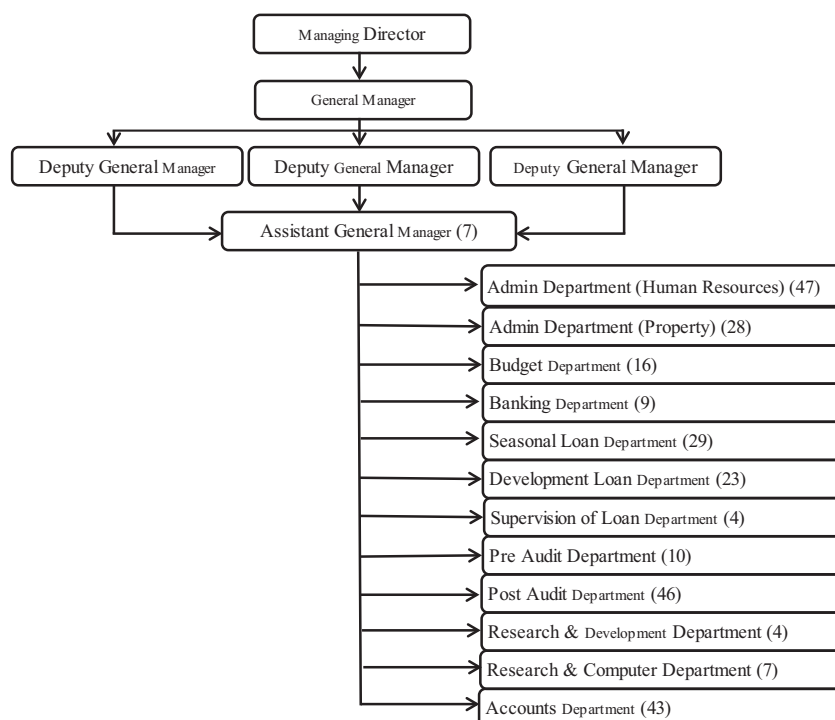 Managing Director
General Manager
Deputy General Manager
Deputy General Manager
Deputy General Manager
Assistant General Manager (7)
Admin Department (Human Resources) (47)
Admin Department (Property) (28)
Budget Department (16)
Banking Department (9)
Seasonal Loan Department (29)
Development Loan Department (23)
Supervision of Loan Department (4)
Pre Audit Department (10)
Post Audit Department (46)
Research & Development Department (4)
Research & Computer Department (7)
Accounts Department (43)